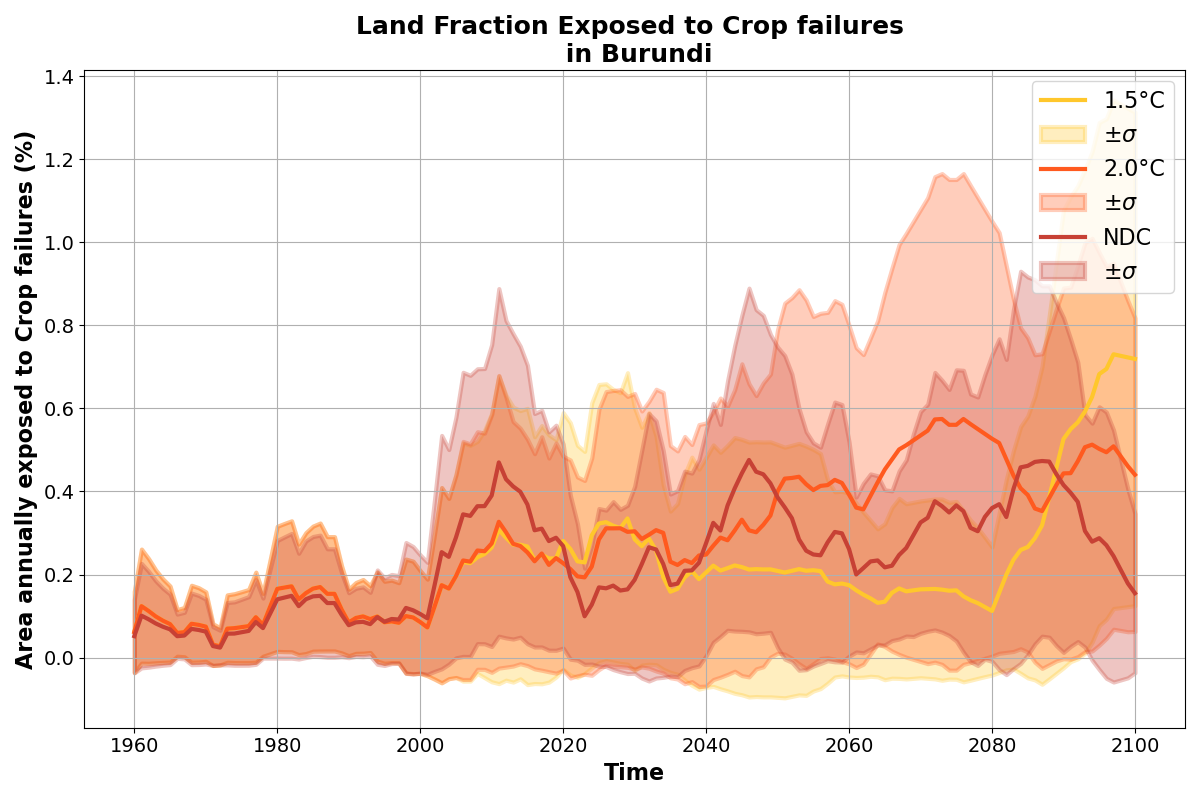 Land Fraction Exposed to Crop failures
in Burundi
Area annually exposed to Crop failures (%)
1.4
1.2
1.0
0.8
0.6
0.4
0.2
0.0
1960
1980
2000
2020
2040
2060
2080
2100
Time
1.5°C
±σ
2.0°C
±σ
NDC
±σ